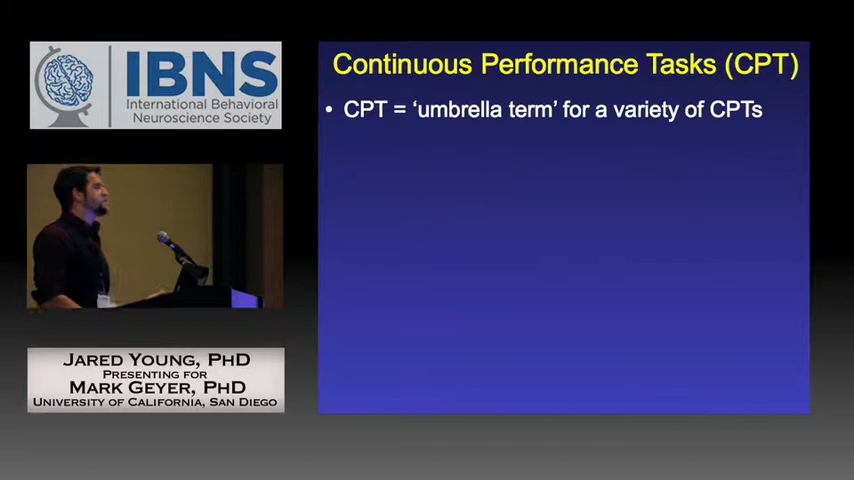 IBNS
International Behavioral
Neuroscience Society
Continuous Performance Tasks (CPT)
• CPT = ‘umbrella term’ for a variety of CPTs
Jared Young, PhD
Presenting for
Mark Geyer, PhD
University of California, San Diego